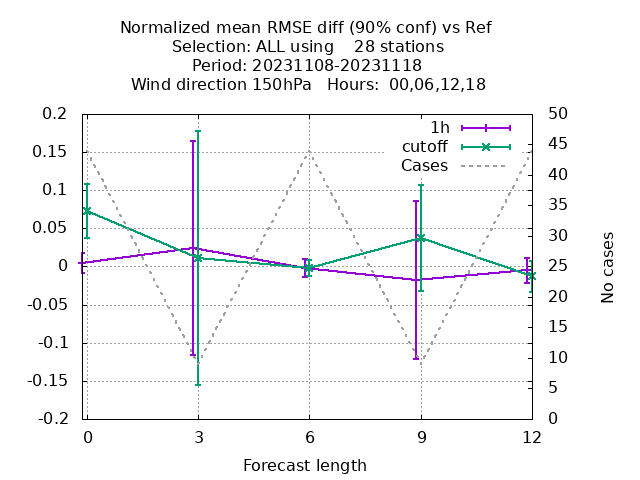 Normalized mean RMSE diff (90% conf) vs Ref
Selection: ALL using    28 stations
Period: 20231108-20231118
Wind direction 150hPa   Hours:  00,06,12,18
0.2
0.15
0.1
0.05
0
-0.05
-0.1
-0.15
-0.2
50
45
40
35
30
25
20
15
10
5
0
1h
cutoff
Cases
No cases
0 3 6 9 12
Forecast length